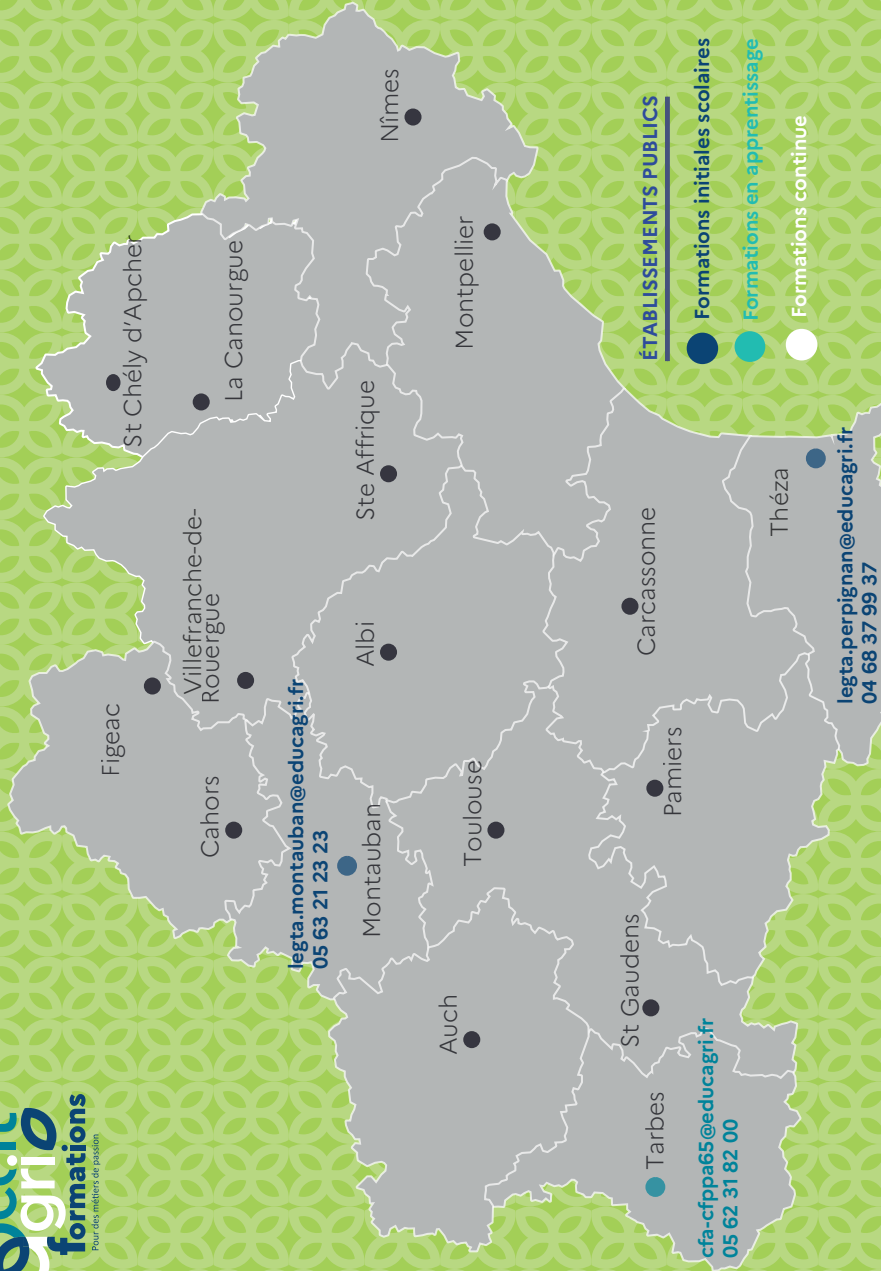 formations
Pour des métiers de passion
Figeac
St Chély d'Apcher
Villefranche-de-
Rouergue
Cahors
La Canourgue
legta.montauban@educagri.fr
05 63 21 23 23
Montauban
Albi
Ste Affrique
Nîmes
Auch
Toulouse
Montpellier
St Gaudens
Pamiers
Carcassonne
Tarbes
cfa-cfppa65@educagri.fr
05 62 31 82 00
Théza
legta.perpignan@educagri.fr
04 68 37 99 37
ÉTABLISSEMENTS PUBLICS
Formations initiales scolaires
Formations en apprentissage
Formations continue